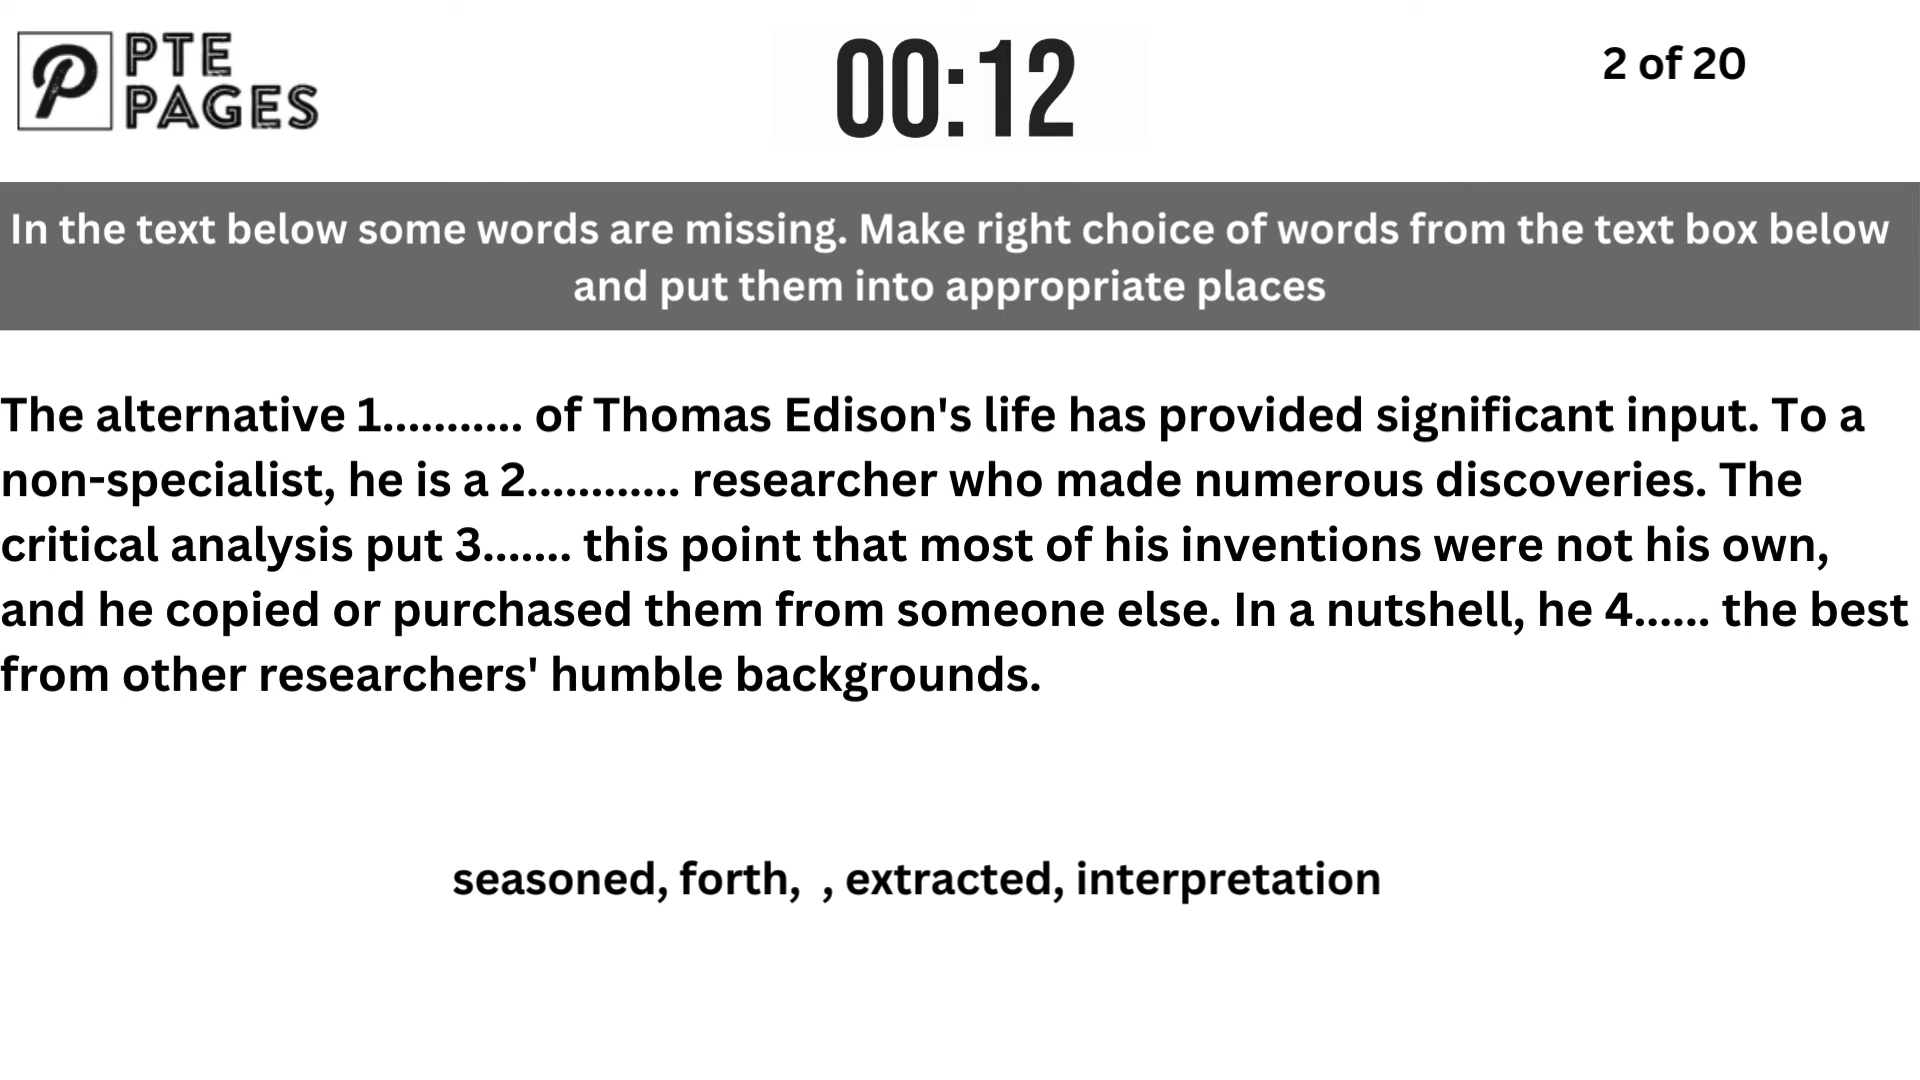 PTE
PAGES
00:12
2 of 20
In the text below some words are missing. Make right choice of words from the text box below
and put them into appropriate places
The alternative 1........... of Thomas Edison's life has provided significant input. To a
non-specialist, he is a 2............ researcher who made numerous discoveries. The
critical analysis put 3....... this point that most of his inventions were not his own,
and he copied or purchased them from someone else. In a nutshell, he 4...... the best
from other researchers' humble backgrounds.
seasoned, forth,  , extracted, interpretation